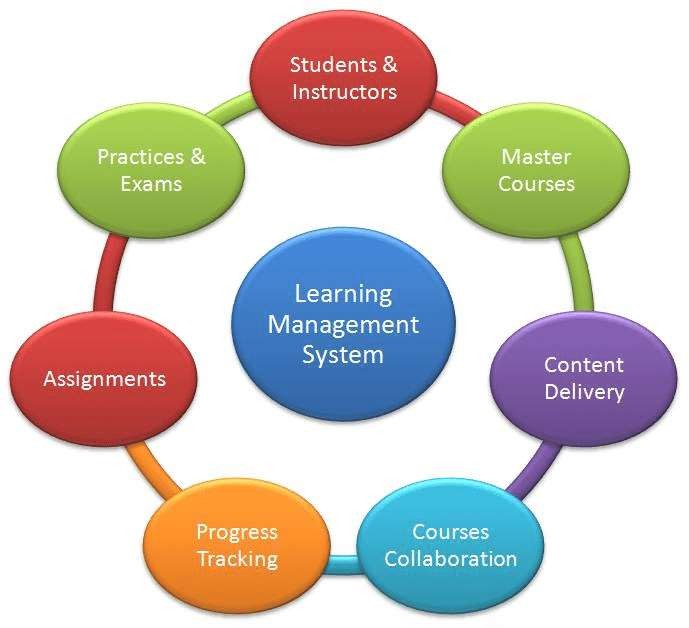 Students &
Instructors
Master
Courses
Content
Delivery
Courses
Collaboration
Progress
Tracking
Assignments
Practices &
Exams
Learning
Management
System